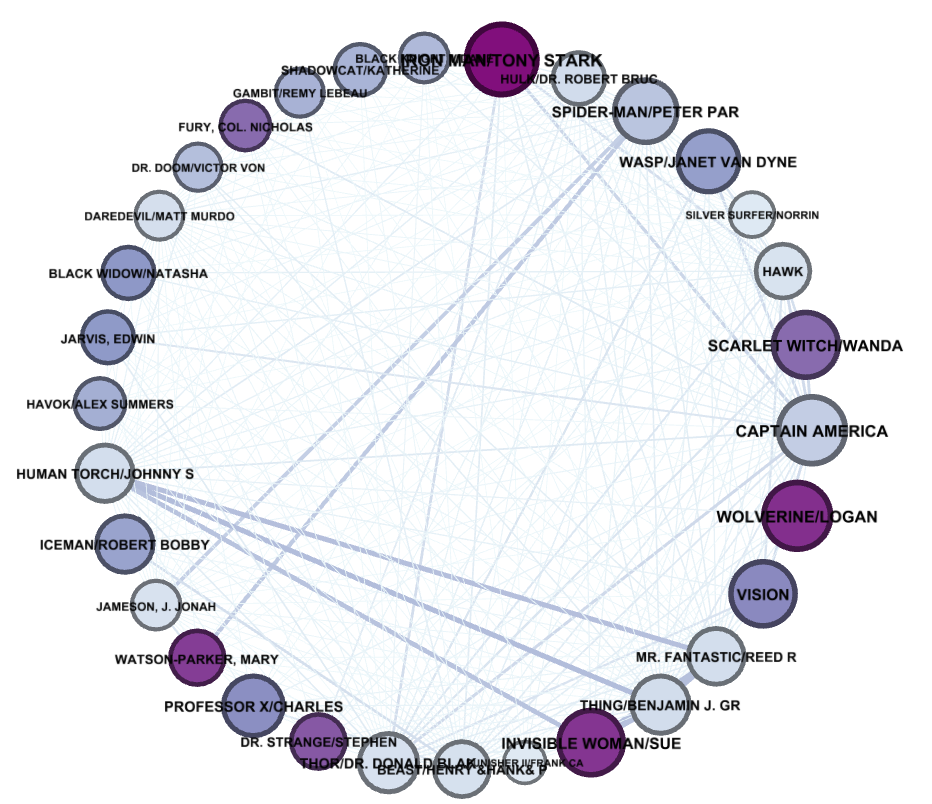 IRON MAN/TONY STARK
BLACK
HULK/DR. ROBERT BRUC
SHADOWCAT/KATHERINE
GAMBIT/REMY LEBEAU
SPIDER-MAN/PETER PAR
FURY, COL. NICHOLAS
WASP/JANET VAN DYNE
DR. DOOM/VICTOR VON
DAREDEVIL/MATT MURDO
SILVER SURFER/NORRIN
BLACK WIDOW/NATASHA
HAWK
JARVIS, EDWIN
SCARLET WITCH/WANDA
HAVOK/ALEX SUMMERS
CAPTAIN AMERICA
HUMAN TORCH/JOHNNY S
WOLVERINE/LOGAN
ICEMAN/ROBERT BOBBY
VISION
JAMESON, J. JONAH
WATSON-PARKER, MARY
MR. FANTASTIC/REED R
PROFESSOR X/CHARLES
THING/BENJAMIN J. GR
DR. STRANGE/STEPHEN
INVISIBLE WOMAN/SUE
THOR/DR. DONALD BLAK
BEAST/HENRY &HANK& P
CA